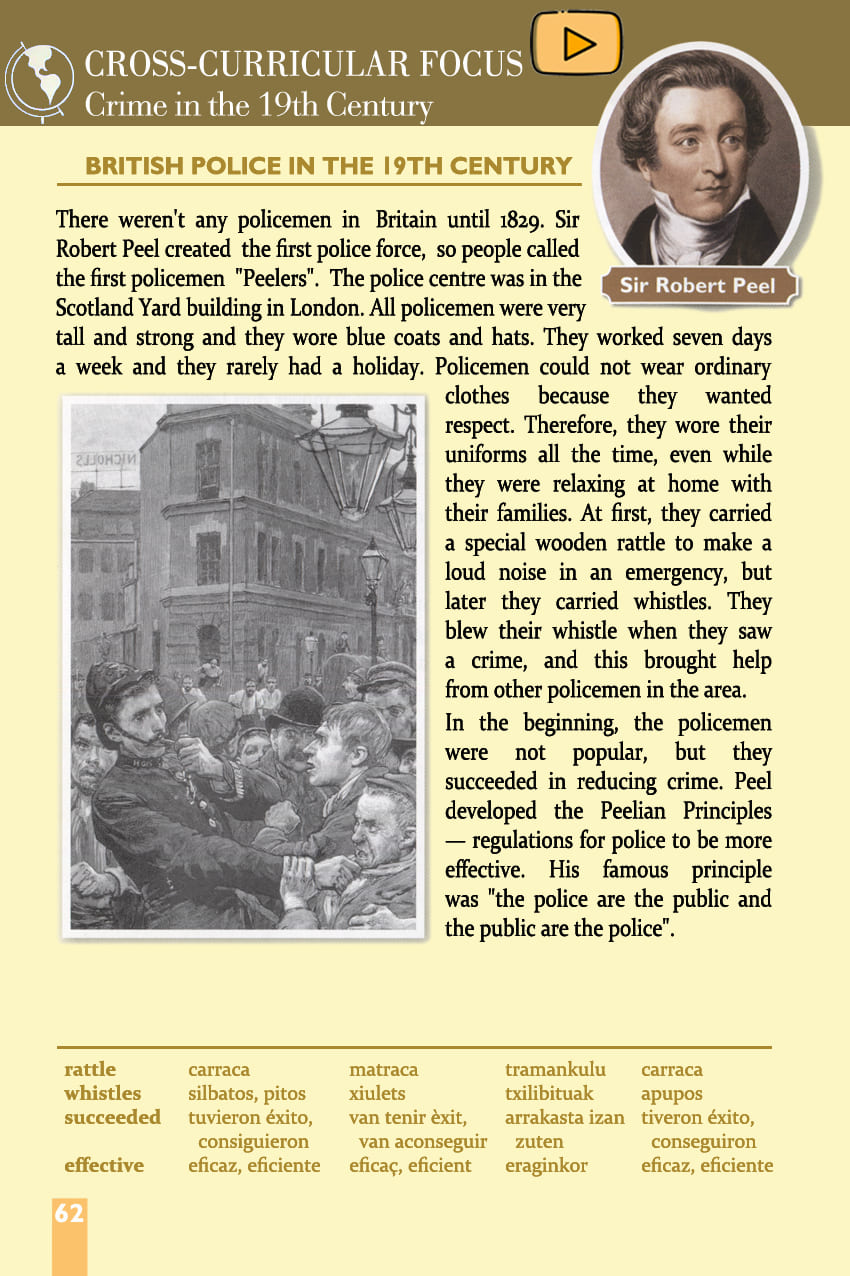 CROSS-CURRICULAR FOCUS
Crime in the 19th Century
BRITISH POLICE IN THE 19TH CENTURY
There weren't any policemen in Britain until 1829. Sir
Robert Peel created the first police force, so people called
the first policemen "Peelers". The police centre was in the
Scotland Yard building in London. All policemen were very
tall and strong and they wore blue coats and hats. They worked seven days
a week and they rarely had a holiday. Policemen could not wear ordinary
clothes because they wanted
respect. Therefore, they wore their
uniforms all the time, even while
they were relaxing at home with
their families. At first, they carried
a special wooden rattle to make a
loud noise in an emergency, but
later they carried whistles. They
blew their whistle when they saw
a crime, and this brought help
from other policemen in the area.
In the beginning, the policemen
were not popular, but they
succeeded in reducing crime. Peel
developed the Peelian Principles
— regulations for police to be more
effective. His famous principle
was "the police are the public and
the public are the police".
Sir Robert Peel
NICHOLLS
rattle carraca matraca tramankulu carraca
whistles silbatos, pitos xiulets txilibituak apupos
succeeded tuvieron éxito, van tenir èxit, arrakasta izan tiveron éxito,
consiguieron van aconseguir zuten conseguiron
effective eficaz, eficiente eficaç, eficient eraginkor eficaz, eficiente
62